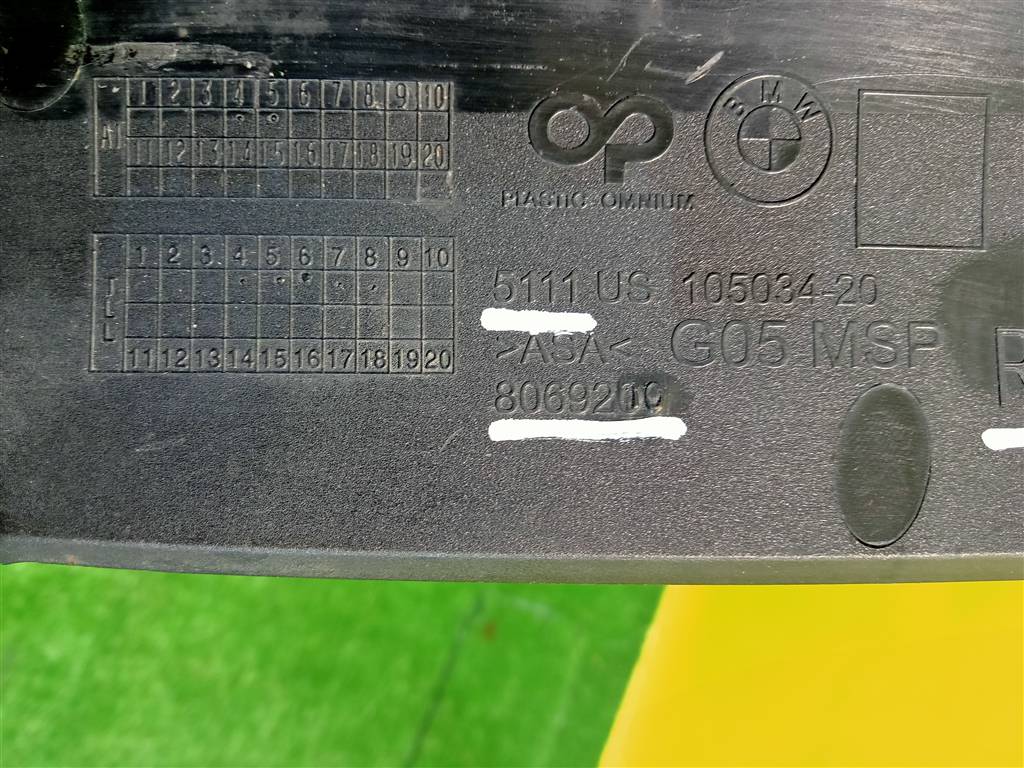 A1
1 2 3 4 5 6 7 8 9 10
11 12 13 14 15 16 17 18 19 20
1 2 3 4 5 6 7 8 9 10
11 12 13 14 15 16 17 18 19 20
PLASTIC OMNIUM
BMW
5111 US 105034-20
>ASA< G05 MSP
R